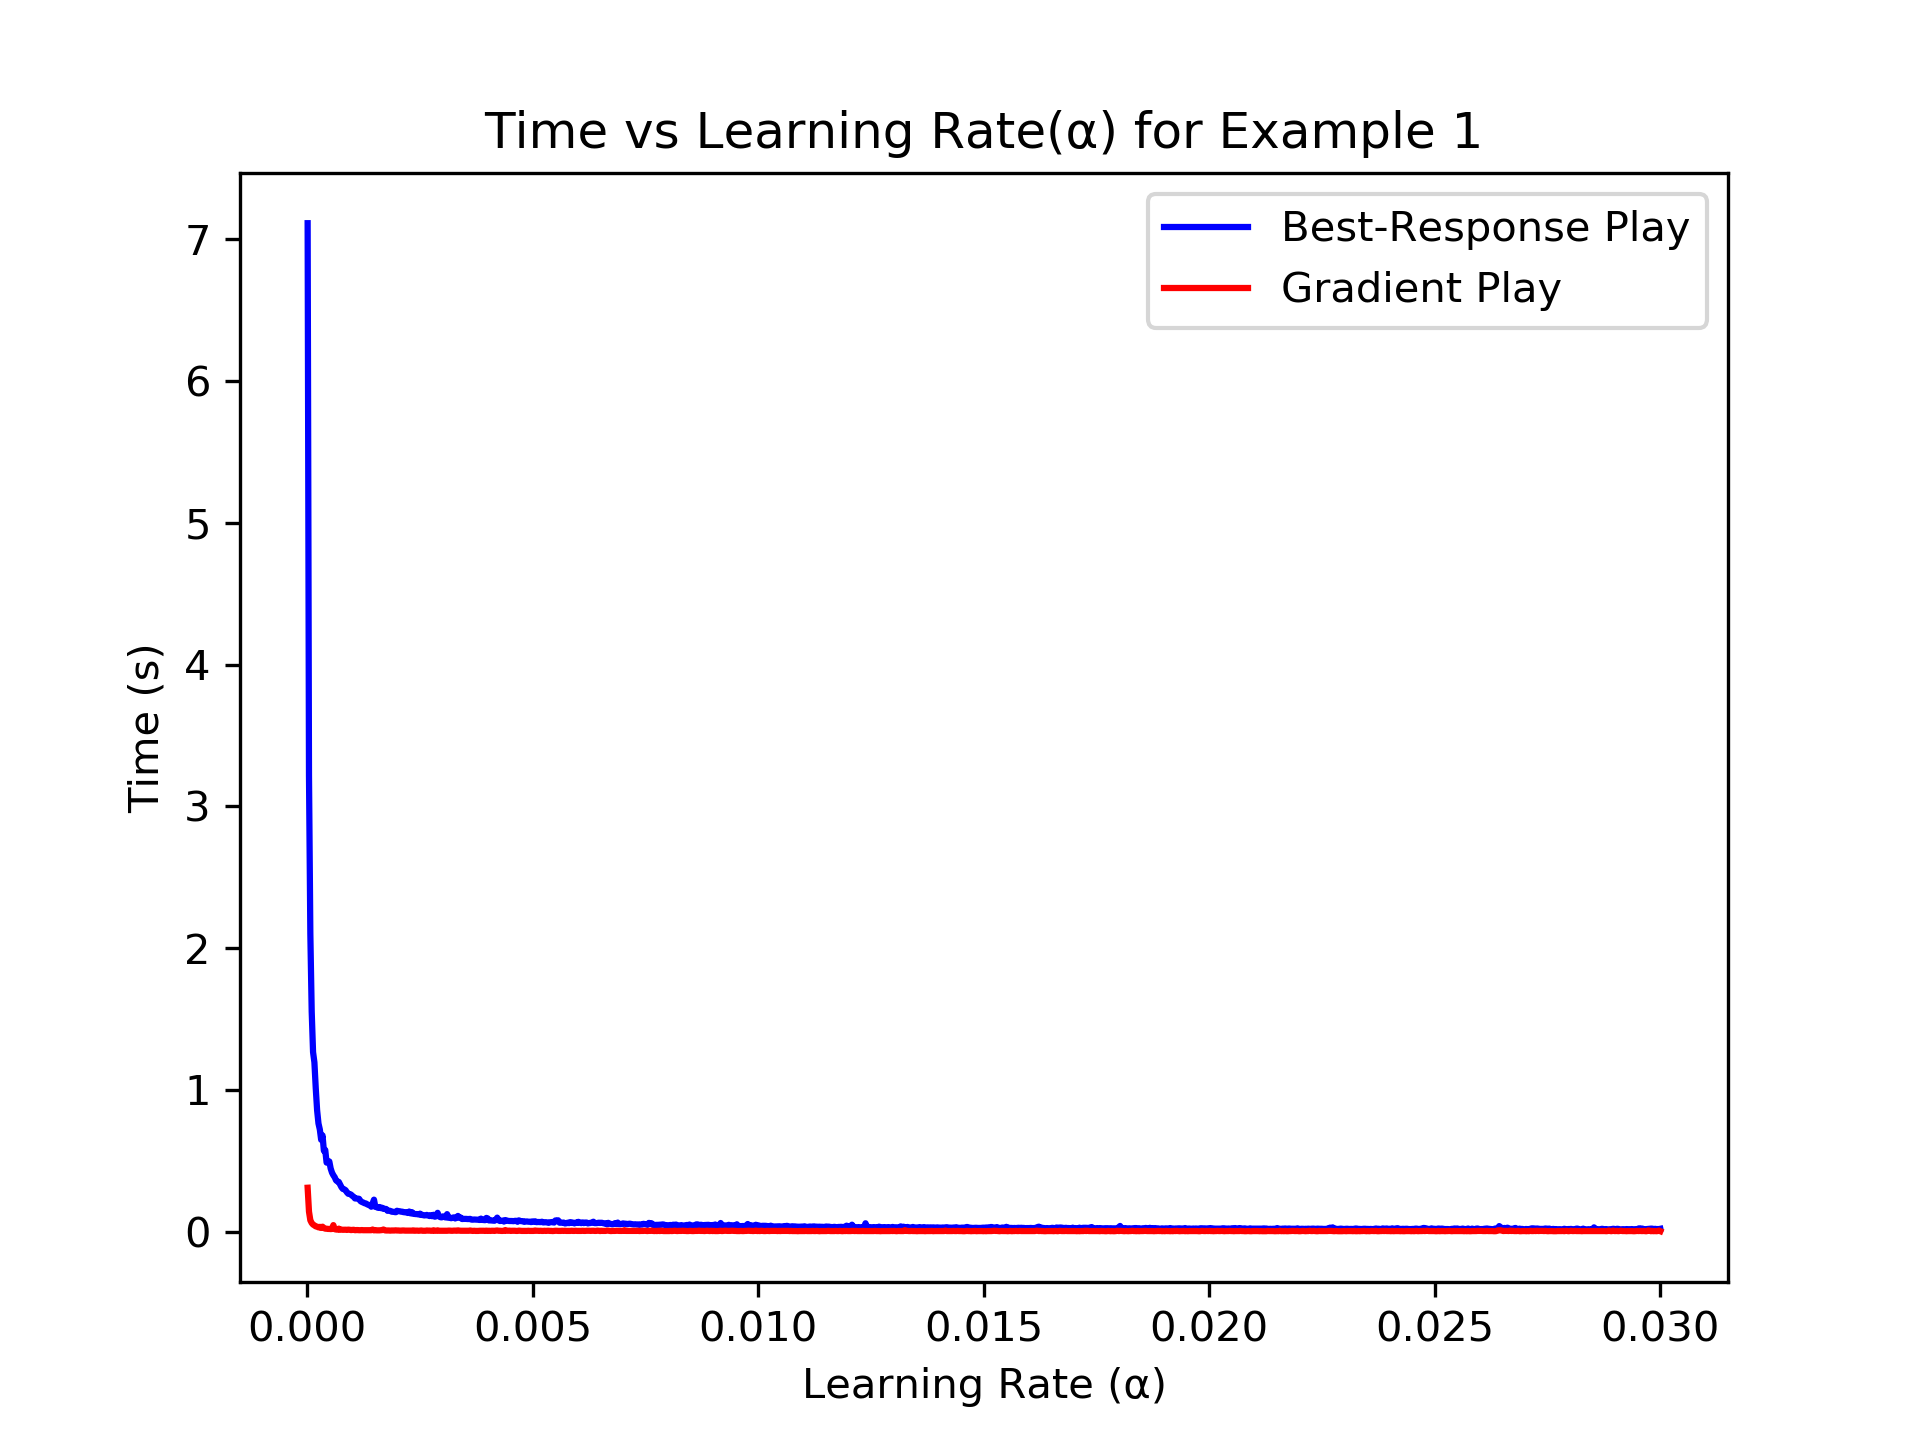 Time vs Learning Rate(α) for Example 1
Best-Response Play
Gradient Play
7
6
5
4
3
2
1
0
Time (s)
0.000 0.005 0.010 0.015 0.020 0.025 0.030
Learning Rate (α)